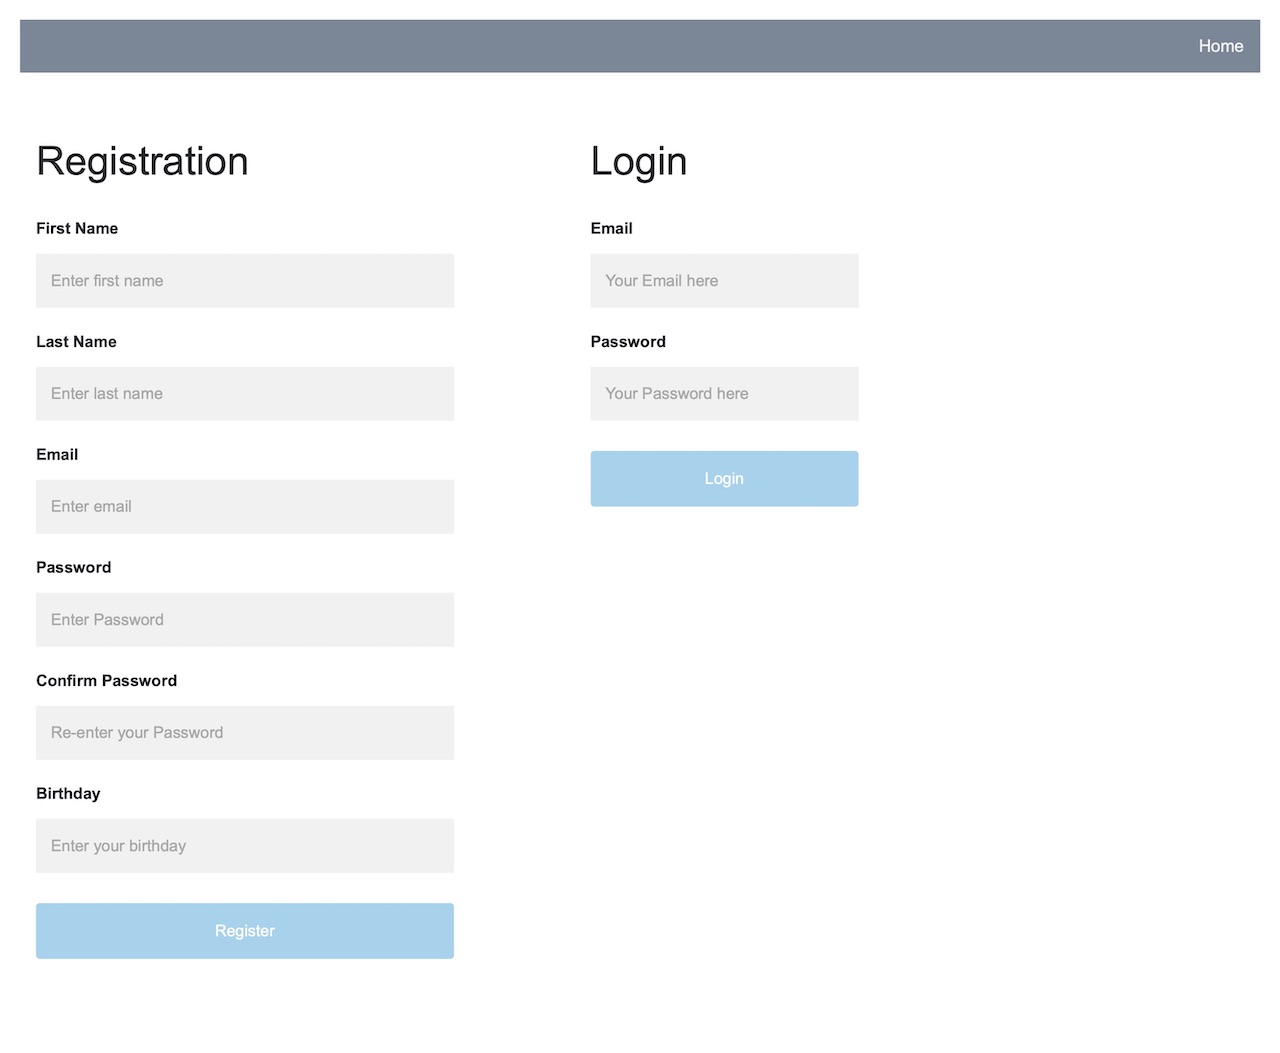 Home
Registration
First Name
Enter first name
Last Name
Enter last name
Email
Enter email
Password
Enter Password
Confirm Password
Re-enter your Password
Birthday
Enter your birthday
Register
Login
Email
Your Email here
Password
Your Password here
Login